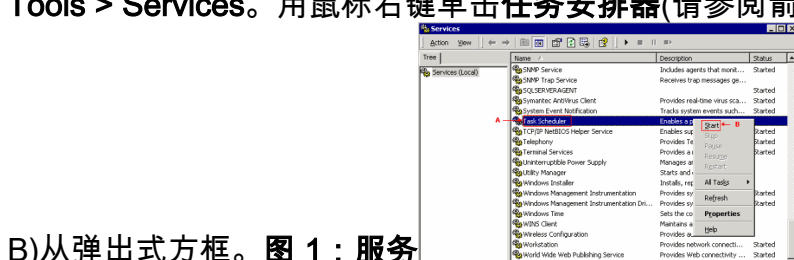 Tools > Services。用鼠标右键单击任务安排器(请参阅前
Services
Action View
Tree
Services (Local)
Name Description Status
SNMP Service Includes agents that monit... Started
SNMP Trap Service Receives trap messages ge...
SQLSERVERAGENT Started
Symantec AntiVirus Client Provides real-time virus sca... Started
System Event Notification Tracks system events such... Started
A Task Scheduler Enables a p
Start B
TCP/IP NetBIOS Helper Service Enables sup Started
Stop
Telephony Provides Te Started
Pause
Terminal Services Provides a Started
Resume
Uninterruptible Power Supply Manages
Restart
Utility Manager Starts and
Windows Installer Installs, rep
All Tasks
Windows Management Instrumentation Provides sy Started
Windows Management Instrumentation Dri... Provides sy Started
Refresh
Windows Time Sets the co
Properties
WINS Client Maintains a Started
Wireless Configuration Provides
Help
Workstation Provides network connecti... Started
World Wide Web Publishing Service Provides Web connectivity ... Started
B)从弹出式方框。图 1：服务